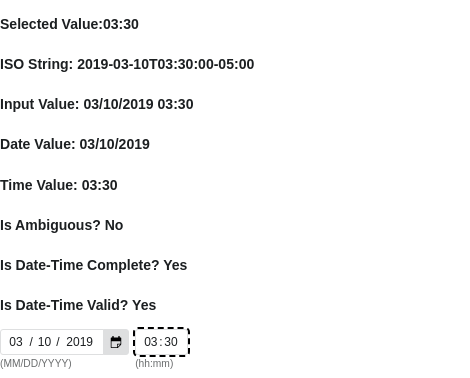 Selected Value:03:30
ISO String: 2019-03-10T03:30:00-05:00
Input Value: 03/10/2019 03:30
Date Value: 03/10/2019
Time Value: 03:30
Is Ambiguous? No
Is Date-Time Complete? Yes
Is Date-Time Valid? Yes
03 / 10 / 2019 03:30
(MM/DD/YYYY) (hh:mm)